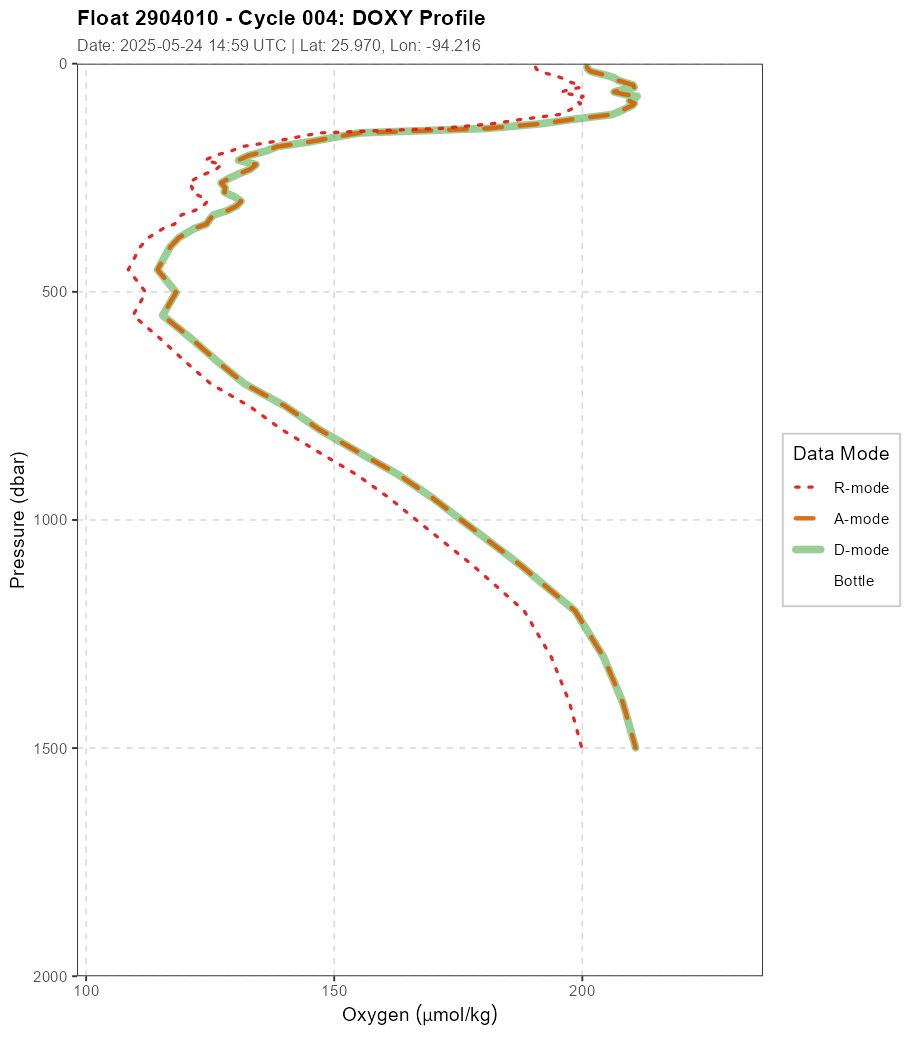 Float 2904010 - Cycle 004: DOXY Profile
Date: 2025-05-24 14:59 UTC | Lat: 25.970, Lon: -94.216
0
500
1000
1500
2000
Pressure (dbar)
100 150 200
Oxygen (μmol/kg)
Data Mode
R-mode
A-mode
D-mode
Bottle